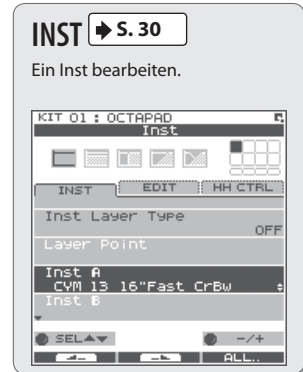 INST ➧ S. 30
Ein Inst bearbeiten.
KIT 01 : OCTAPAD
Inst
INST EDIT HH CTRL
Inst Layer Type
OFF
Layer Point
Inst A
CYM 13 16"Fast CrBw
Inst B
SEL▲▼ -/+
ALL..